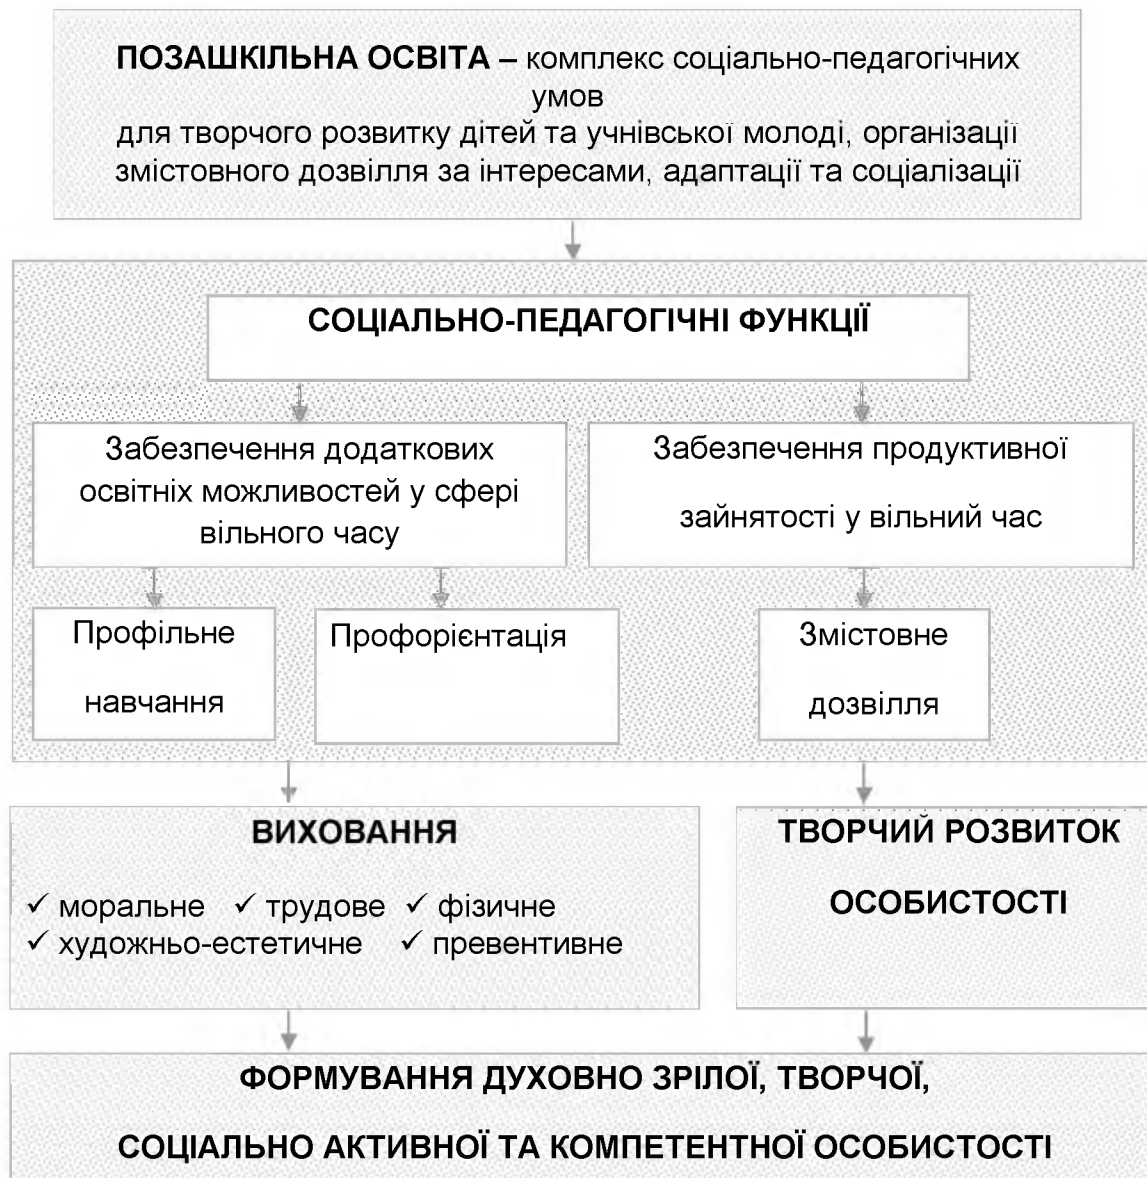 ПОЗАШКІЛЬНА ОСВІТА – комплекс соціально-педагогічних
умов
для творчого розвитку дітей та учнівської молоді, організації
змістовного дозвілля за інтересами, адаптації та соціалізації
СОЦІАЛЬНО-ПЕДАГОГІЧНІ ФУНКЦІЇ
Забезпечення додаткових
освітніх можливостей у сфері
вільного часу
Забезпечення продуктивної
зайнятості у вільний час
Профільне
навчання
Профорієнтація
Змістовне
дозвілля
ВИХОВАННЯ
✓ моральне ✓ трудове ✓ фізичне
✓ художньо-естетичне ✓ превентивне
ТВОРЧИЙ РОЗВИТОК
ОСОБИСТОСТІ
ФОРМУВАННЯ ДУХОВНО ЗРІЛОЇ, ТВОРЧОЇ,
СОЦІАЛЬНО АКТИВНОЇ ТА КОМПЕТЕНТНОЇ ОСОБИСТОСТІ